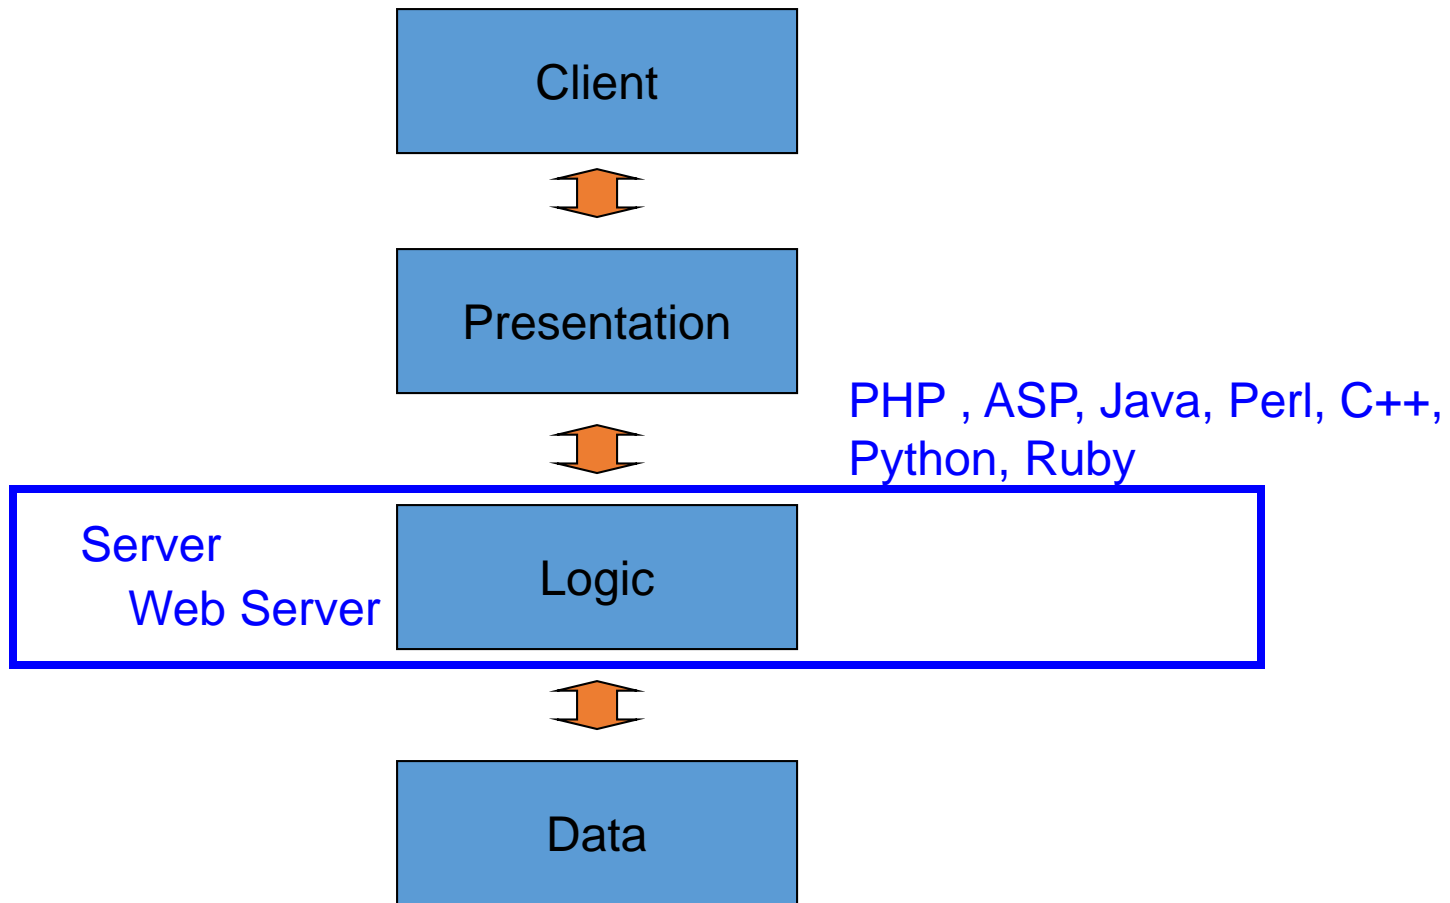 Client
Presentation
PHP , ASP, Java, Perl, C++,
Python, Ruby
Server
Web Server
Logic
Data